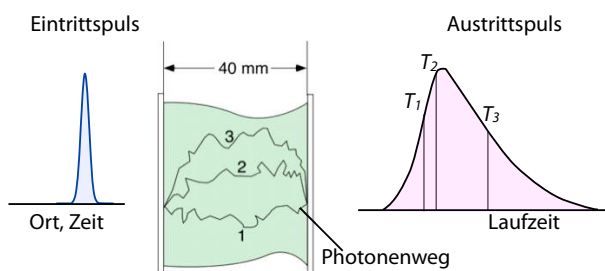 Eintrittspuls
Austrittspuls
40 mm
T1
T2
T3
3
2
1
Ort, Zeit
Laufzeit
Photonenweg